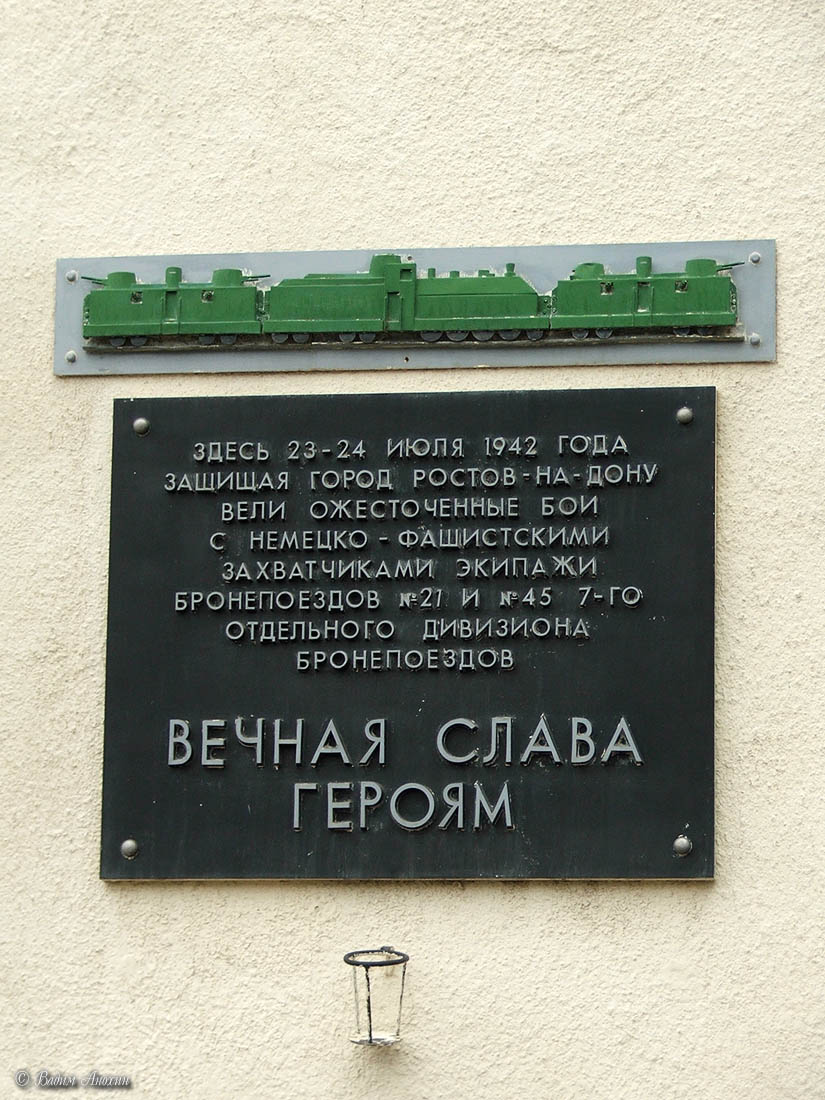 ЗДЕСЬ 23-24 ИЮЛЯ 1942 ГОДА
ЗАЩИЩАЯ ГОРОД РОСТОВ-НА-ДОНУ
ВЕЛИ ОЖЕСТОЧЕННЫЕ БОИ
С НЕМЕЦКО-ФАШИСТСКИМИ
ЗАХВАТЧИКАМИ ЭКИПАЖИ
БРОНЕПОЕЗДОВ №21 И №45 7-ГО
ОТДЕЛЬНОГО ДИВИЗИОНА
БРОНЕПОЕЗДОВ
ВЕЧНАЯ СЛАВА
ГЕРОЯМ
© Вадим Анохин